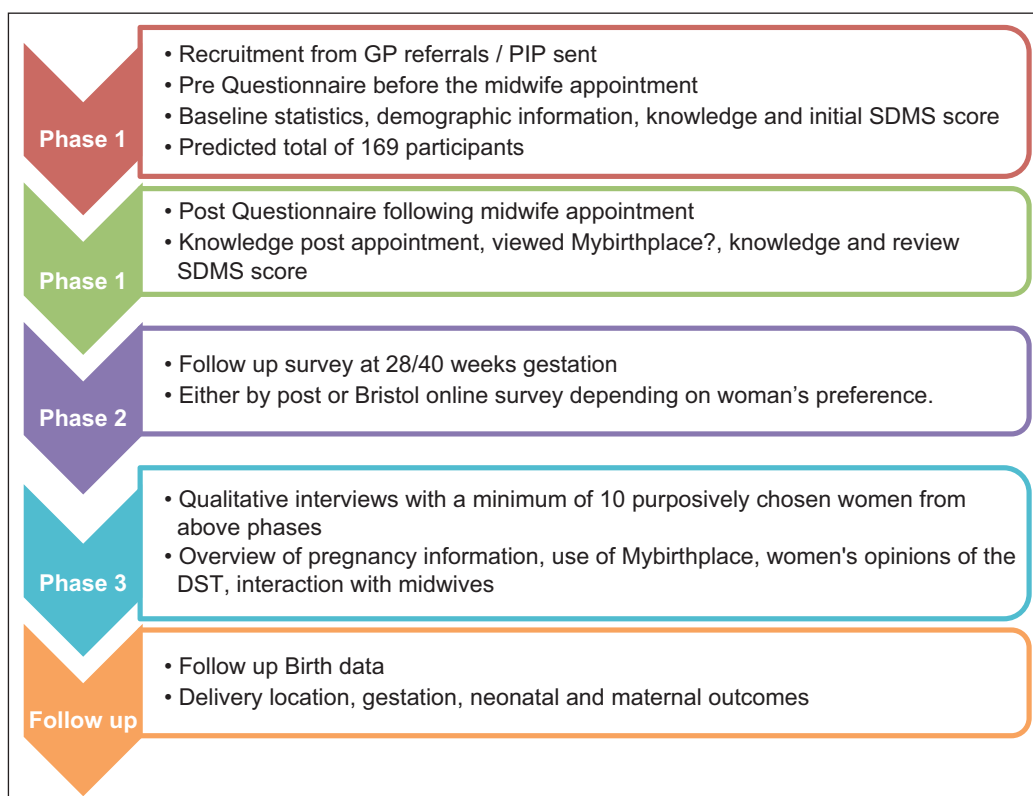 Phase 1
• Recruitment from GP referrals / PIP sent
• Pre Questionnaire before the midwife appointment
• Baseline statistics, demographic information, knowledge and initial SDMS score
• Predicted total of 169 participants
Phase 1
• Post Questionnaire following midwife appointment
• Knowledge post appointment, viewed Mybirthplace?, knowledge and review
SDMS score
Phase 2
• Follow up survey at 28/40 weeks gestation
• Either by post or Bristol online survey depending on woman’s preference.
Phase 3
• Qualitative interviews with a minimum of 10 purposively chosen women from
above phases
• Overview of pregnancy information, use of Mybirthplace, women's opinions of the
DST, interaction with midwives
Follow up
• Follow up Birth data
• Delivery location, gestation, neonatal and maternal outcomes